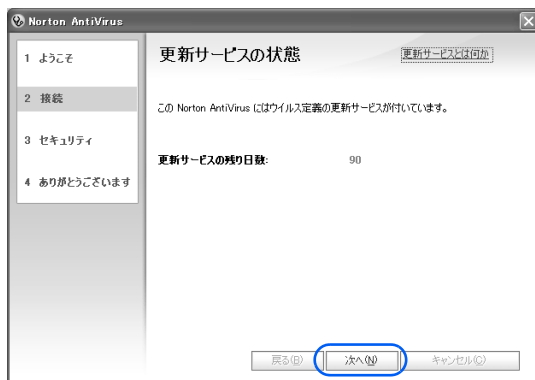 Norton AntiVirus
1 ようこそ
2 接続
3 セキュリティ
4 ありがとうございます
更新サービスの状態
更新サービスとは何か
この Norton AntiVirus にはウイルス定義の更新サービスが付いています。
更新サービスの残り日数: 90
戻る(B) 次へ(N) キャンセル(C)